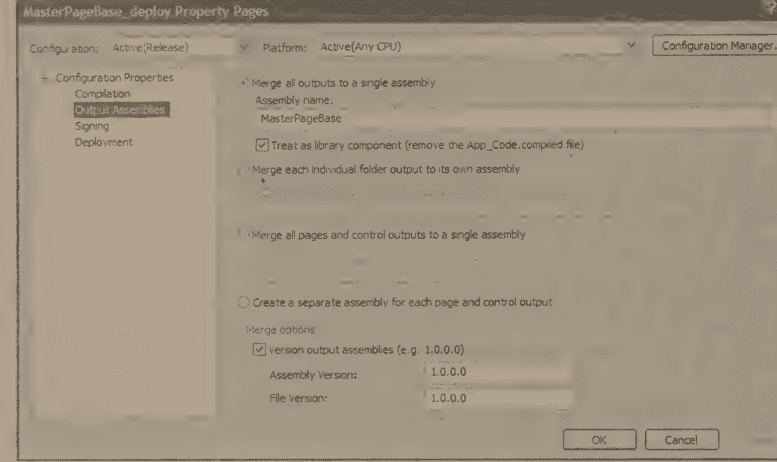 MasterPageBase_deploy Property Pages
Configuration: Active(Release) Platform: Active(Any CPU) Configuration Manager...
Configuration Properties
Compilation
Output Assemblies
Signing
Deployment
Merge all outputs to a single assembly
Assembly name:
MasterPageBase
Treat as library component (remove the App_Code.compiled file)
Merge each individual folder output to its own assembly
Merge all pages and control outputs to a single assembly
Create a separate assembly for each page and control output
Merge options
Version output assemblies (e.g. 1.0.0.0)
Assembly Version: 1.0.0.0
File Version: 1.0.0.0
OK Cancel